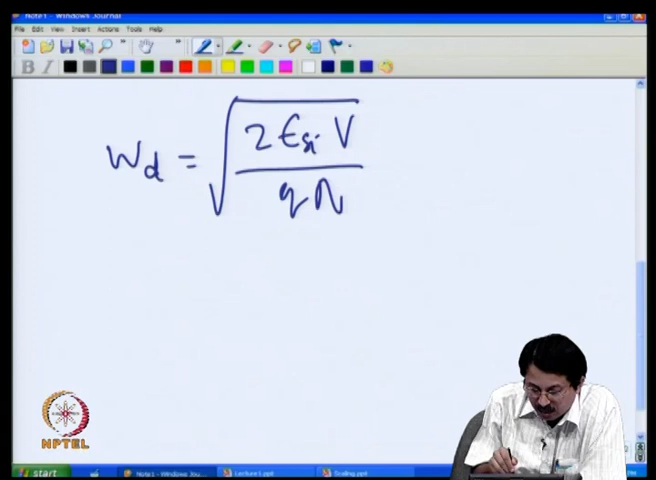 Note1 - Windows Journal
File Edit View Insert Actions Tools Help
W_d = √(2 ϵ_si V / q N)
NPTEL
start Note1 - Windows Jou... Lecture1.ppt Scaling.ppt